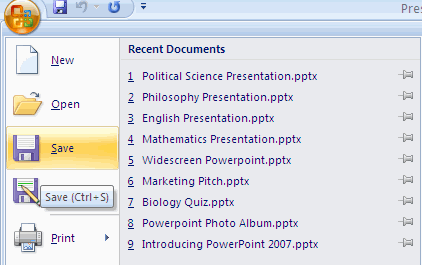 Pres
Recent Documents
New
Open
Save
Save (Ctrl+S)
Print
1 Political Science Presentation.pptx
2 Philosophy Presentation.pptx
3 English Presentation.pptx
4 Mathematics Presentation.pptx
5 Widescreen Powerpoint.pptx
6 Marketing Pitch.pptx
7 Biology Quiz.pptx
8 Powerpoint Photo Album.pptx
9 Introducing PowerPoint 2007.pptx